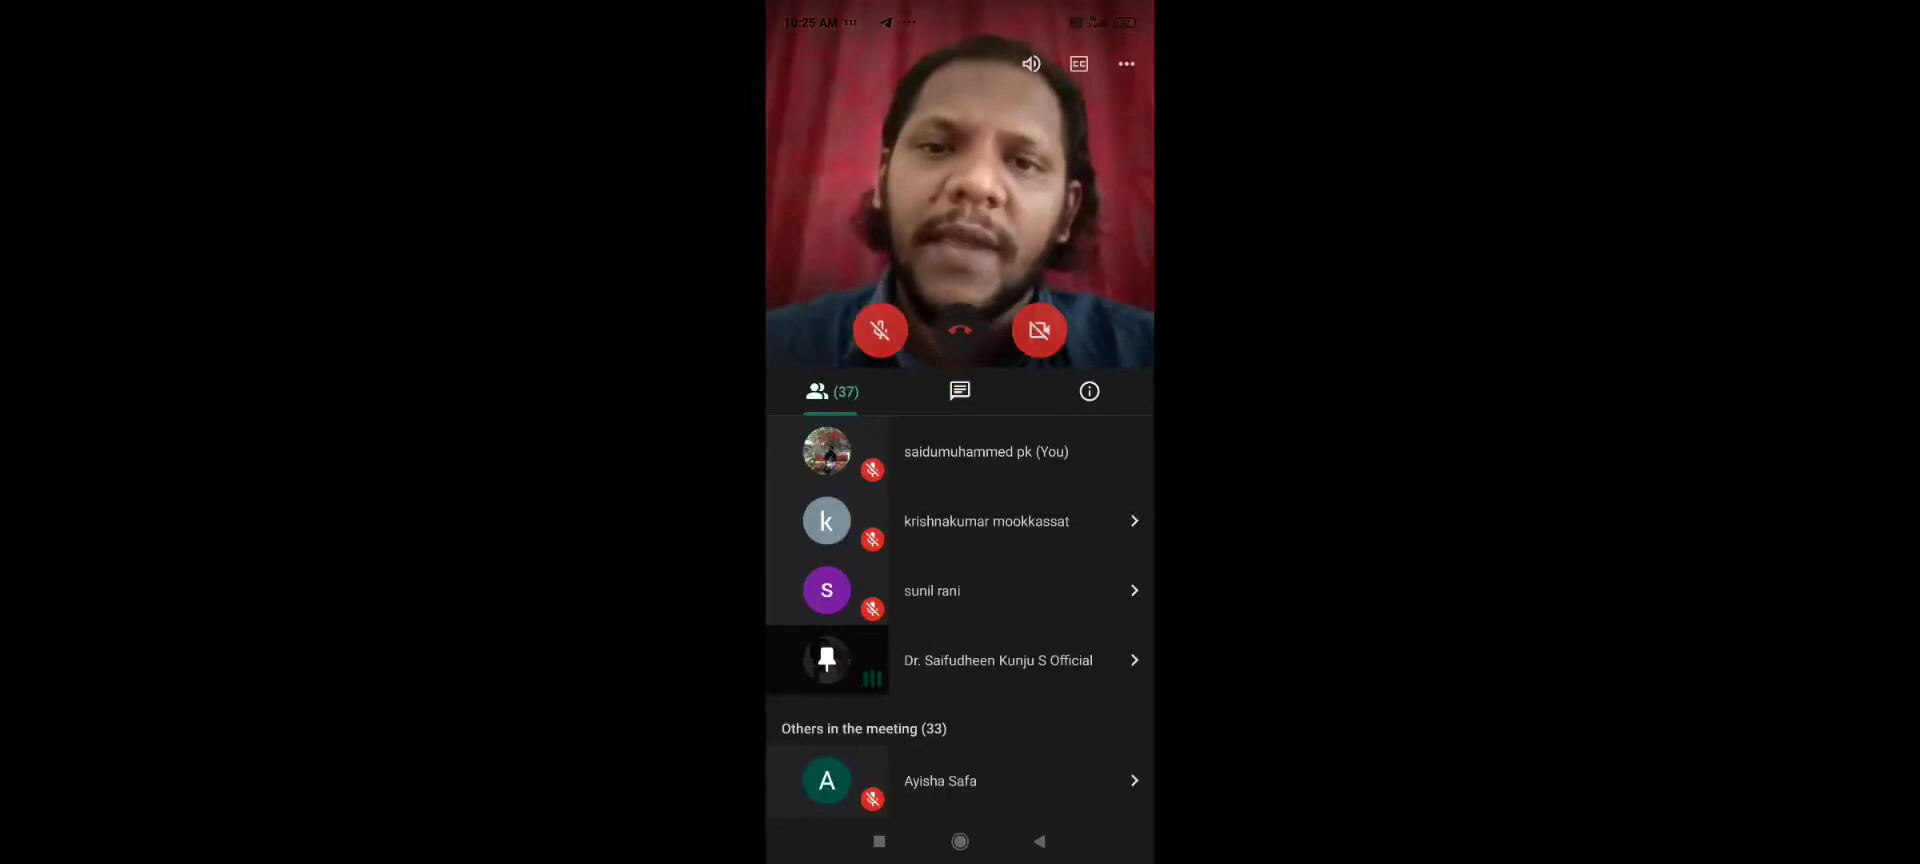 10:25 AM
CC
(37)
saidumuhammed pk (You)
k
krishnakumar mookkassat
s
sunil rani
Dr. Saifudheen Kunju S Official
Others in the meeting (33)
A
Ayisha Safa